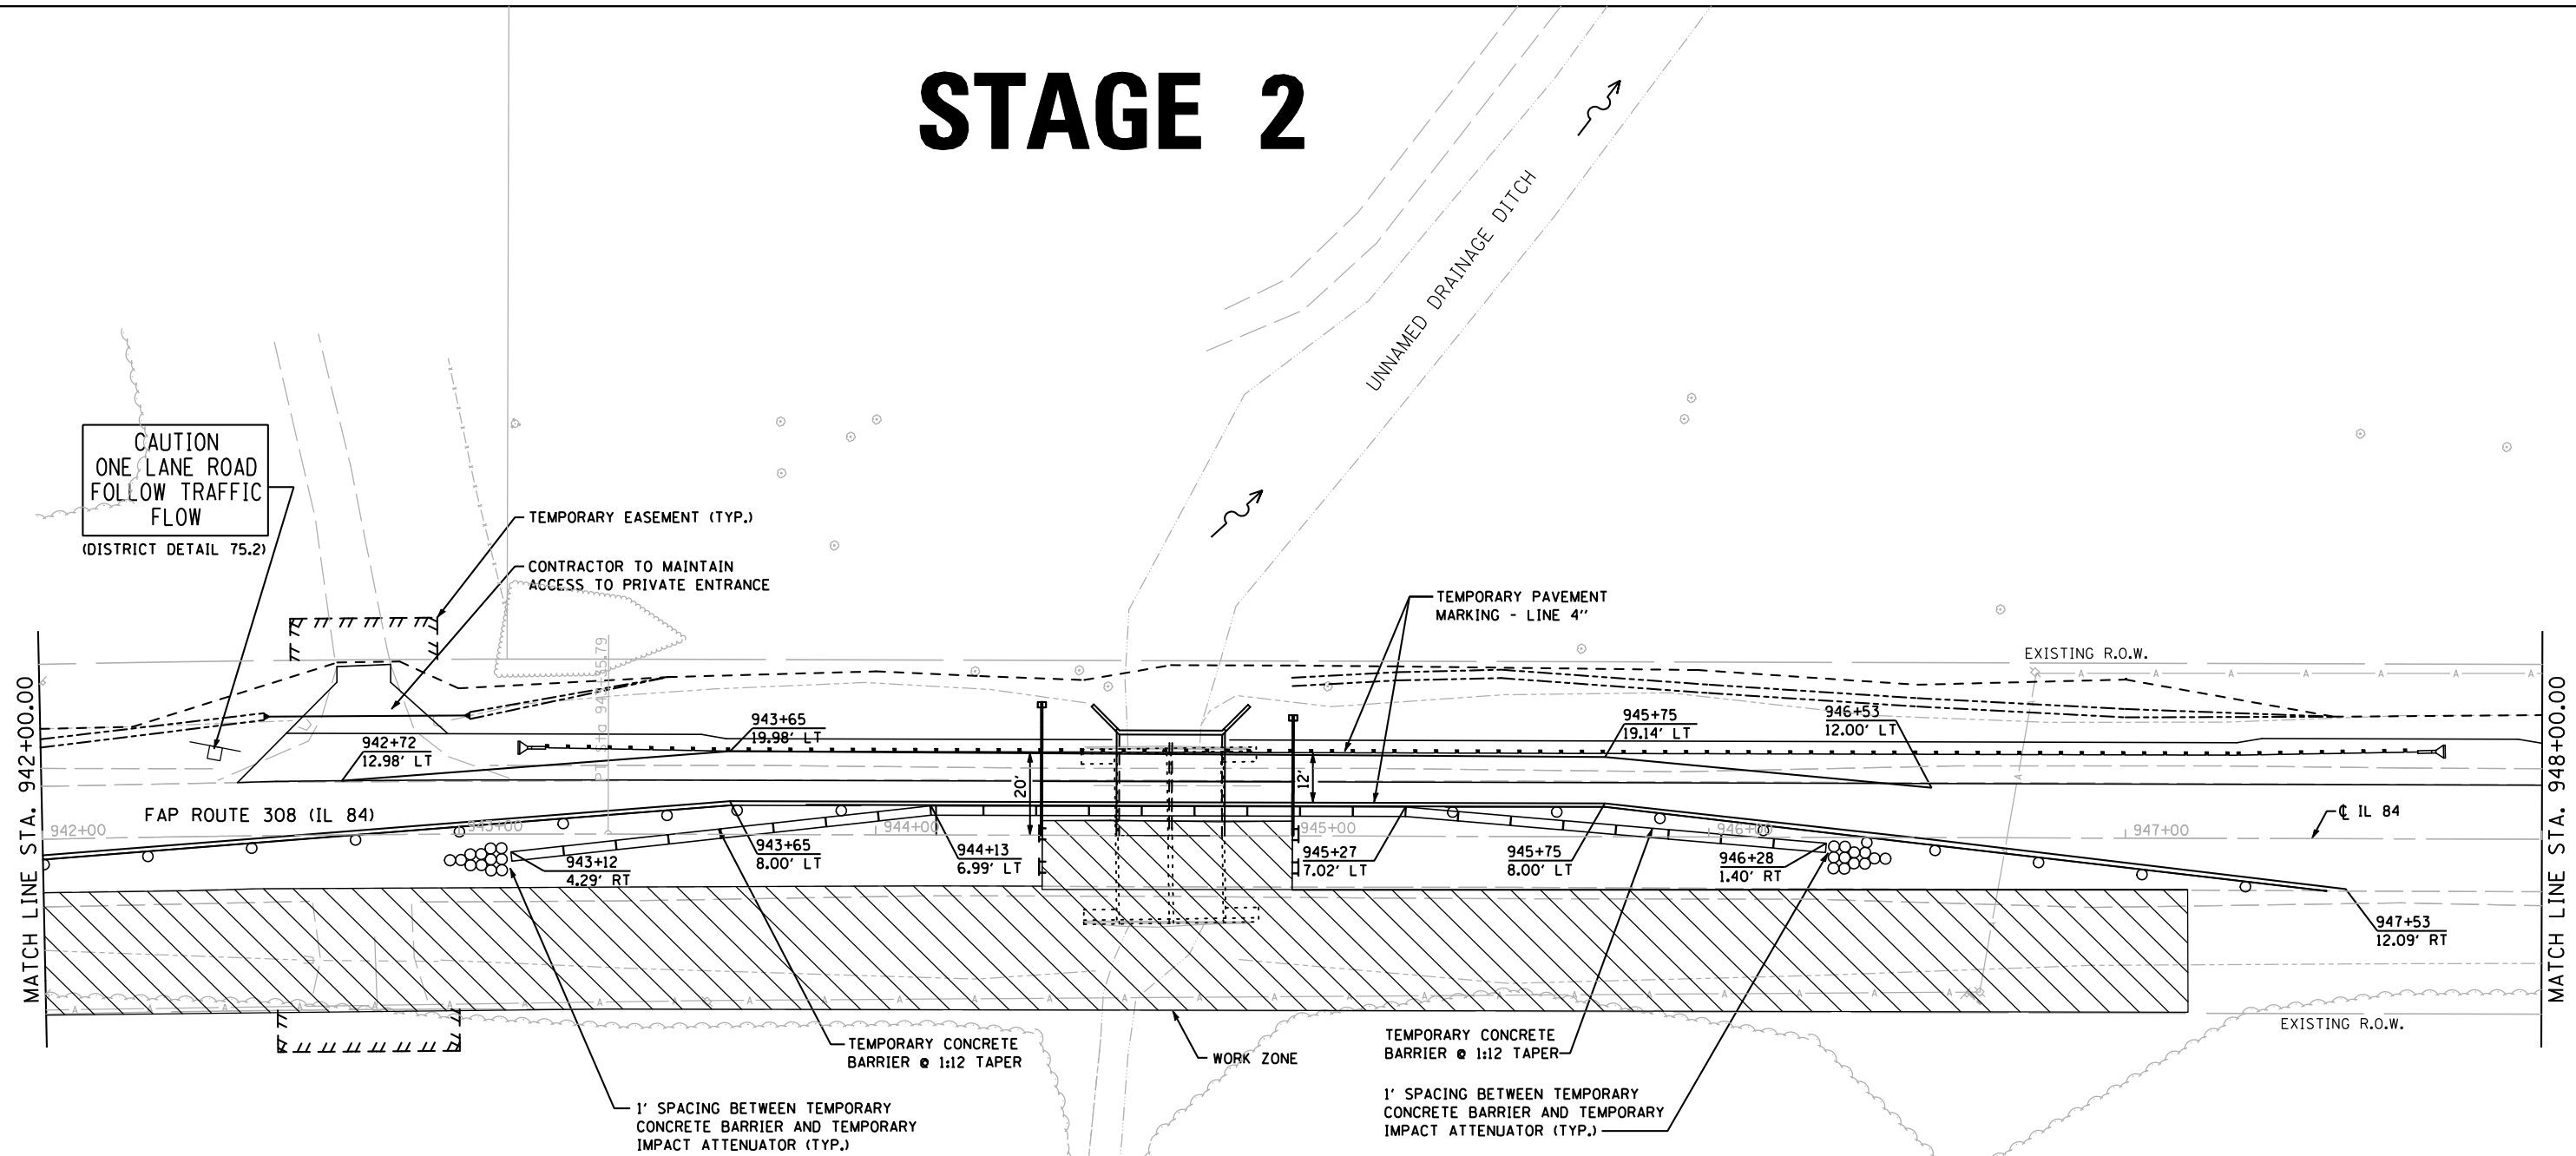 STAGE 2
UNNAMED DRAINAGE DITCH
CAUTION
ONE LANE ROAD
FOLLOW TRAFFIC
FLOW
(DISTRICT DETAIL 75.2)
TEMPORARY EASEMENT (TYP.)
CONTRACTOR TO MAINTAIN
ACCESS TO PRIVATE ENTRANCE
TEMPORARY PAVEMENT
MARKING - LINE 4''
EXISTING R.O.W.
MATCH LINE STA. 942+00.00
MATCH LINE STA. 948+00.00
942+72
12.98' LT
943+65
19.98' LT
945+75
19.14' LT
946+53
12.00' LT
20'
12'
FAP ROUTE 308 (IL 84)
℄ IL 84
942+00
943+00
944+00
945+00
946+00
947+00
943+12
4.29' RT
943+65
8.00' LT
944+13
6.99' LT
945+27
7.02' LT
945+75
8.00' LT
946+28
1.40' RT
947+53
12.09' RT
A A A A A A A
A
A A A A A A A A A A A A A A A A A A A A A A A A A
EXISTING R.O.W.
TEMPORARY CONCRETE
BARRIER @ 1:12 TAPER
WORK ZONE
TEMPORARY CONCRETE
BARRIER @ 1:12 TAPER
1' SPACING BETWEEN TEMPORARY
CONCRETE BARRIER AND TEMPORARY
IMPACT ATTENUATOR (TYP.)
1' SPACING BETWEEN TEMPORARY
CONCRETE BARRIER AND TEMPORARY
IMPACT ATTENUATOR (TYP.)